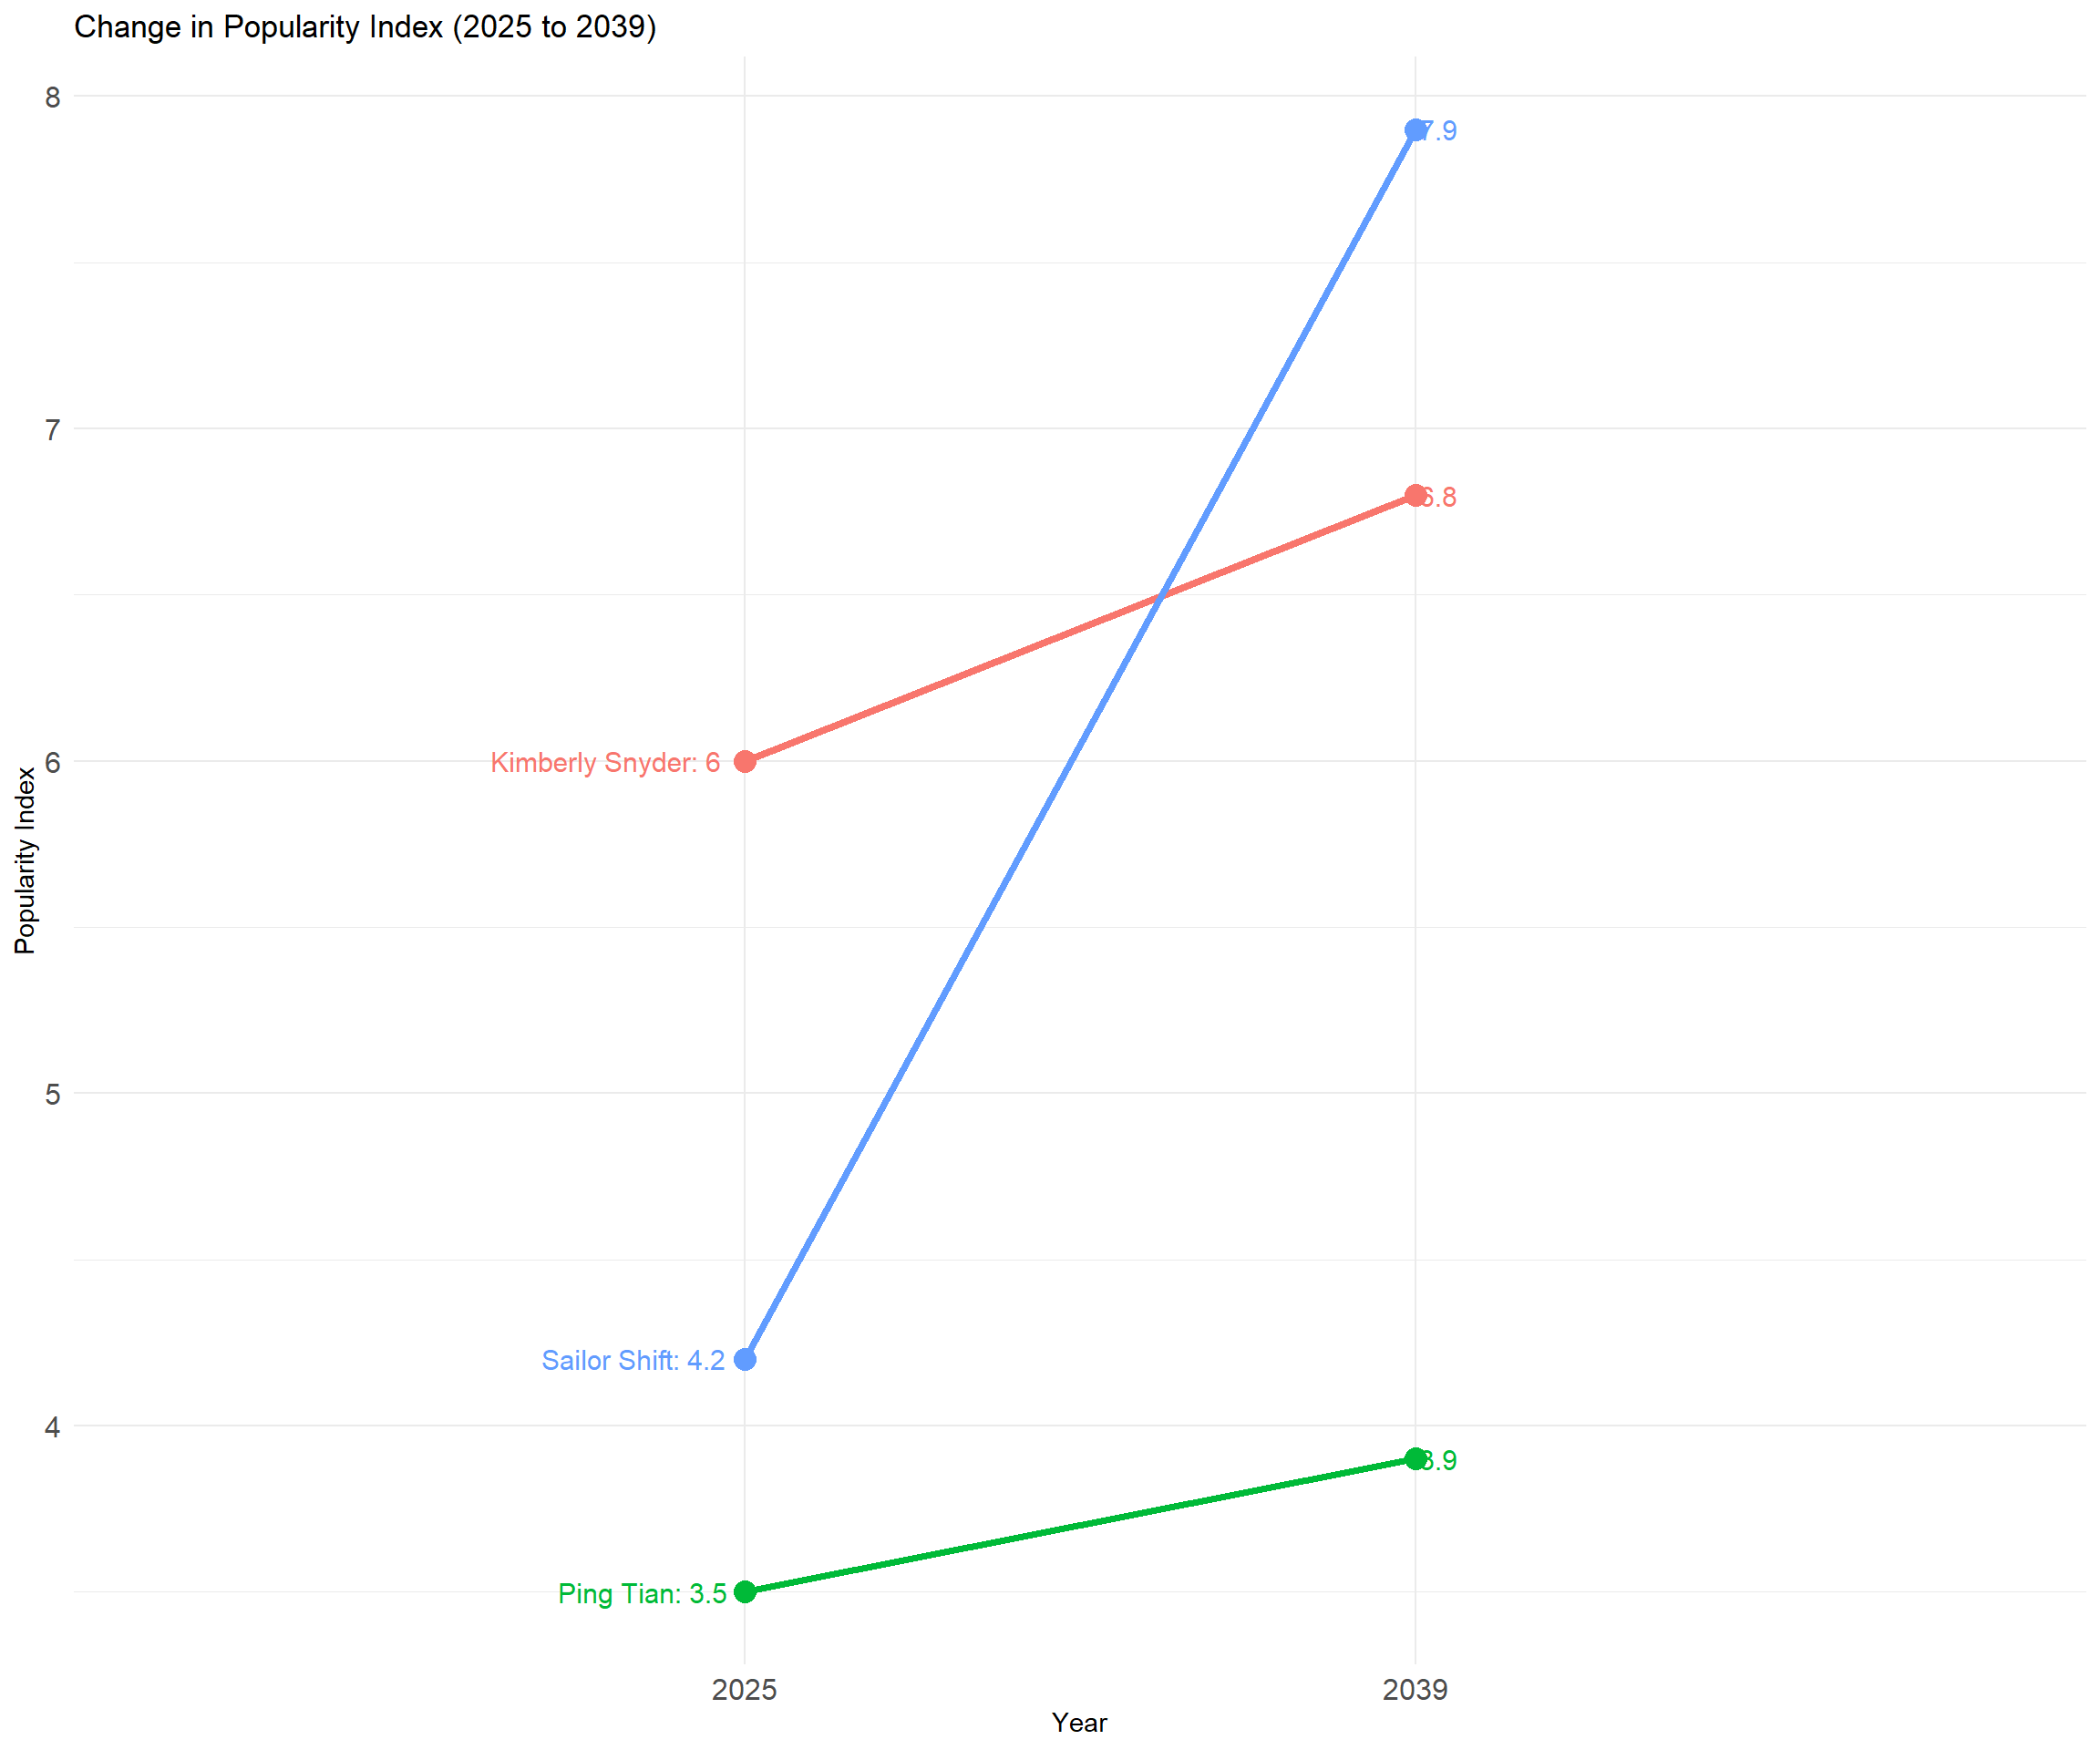 Change in Popularity Index (2025 to 2039)
8
7.9
7
6.8
Kimberly Snyder: 6
6
Popularity Index
5
Sailor Shift: 4.2
4
3.9
Ping Tian: 3.5
2025
2039
Year